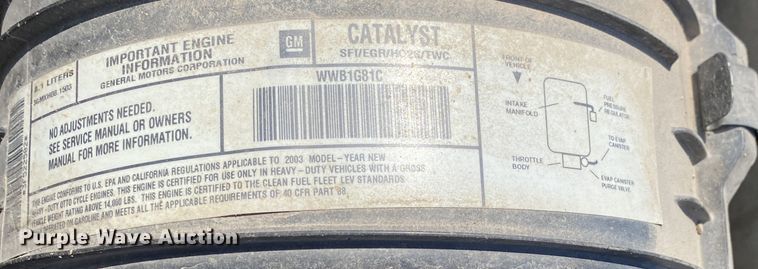 8.1 LITERS
IMPORTANT ENGINE
INFORMATION
GENERAL MOTORS CORPORATION
GM
CATALYST
SFI/EGR/HO2S/TWC
WWB1G81C
NO ADJUSTMENTS NEEDED.
SEE SERVICE MANUAL OR OWNERS
MANUAL FOR MORE INFORMATION.
THIS ENGINE CONFORMS TO U.S. EPA AND CALIFORNIA REGULATIONS APPLICABLE TO 2003 MODEL-YEAR NEW
HEAVY-DUTY OTTO CYCLE ENGINES. THIS ENGINE IS CERTIFIED FOR USE ONLY IN HEAVY-DUTY VEHICLES WITH A GROSS
VEHICLE WEIGHT RATING ABOVE 14,000 LBS. THIS ENGINE IS CERTIFIED TO THE CLEAN FUEL FLEET LEV STANDARDS
OPERATED ON GASOLINE AND MEETS ALL THE APPLICABLE REQUIREMENTS OF 40 CFR PART 88.
FRONT OF
VEHICLE
INTAKE
MANIFOLD
FUEL
PRESSURE
REGULATOR
THROTTLE
BODY
TO EVAP
CANISTER
EVAP CANISTER
PURGE VALVE
Purple Wave Auction